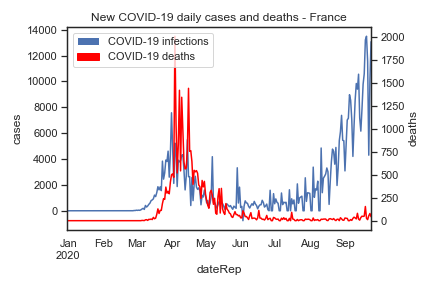 New COVID-19 daily cases and deaths - France
COVID-19 infections
COVID-19 deaths
14000
12000
10000
8000
6000
4000
2000
0
cases
2000
1750
1500
1250
1000
750
500
250
0
deaths
Jan Feb Mar Apr May Jun Jul Aug Sep
2020
dateRep